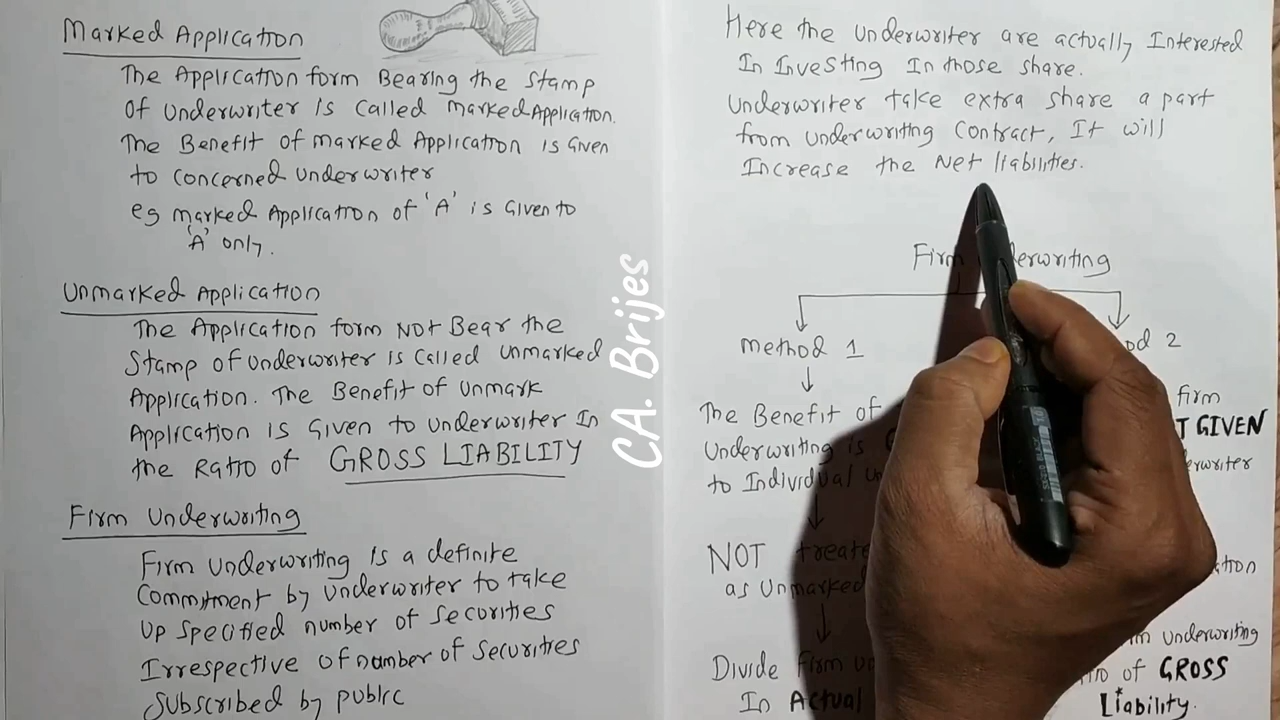 Marked Application
The Application form Bearing the Stamp
of Underwriter is called marked Application.
The Benefit of marked Application is Given
to concerned underwriter
eg marked Application of 'A' is Given to
'A' only.
Unmarked Application
The Application form NOT Bear the
Stamp of Underwriter is called unmarked
Application. The Benefit of unmark
Application is Given to underwriter In
the Ratio of GROSS LIABILITY
Firm Underwriting
Firm Underwriting is a definite
Commitment by Underwriter to take
up specified number of securities
Irrespective of number of securities
Subscribed by public
CA. Brijes
Here the underwriter are actually Interested
In Investing In those share.
Underwriter take extra share a part
from underwriting contract, It will
Increase the Net liabilities.
Firm
Method 1
2
The Benefit of
firm
Underwriting is
GIVEN
to Individual
NOT
as Unmarked
Divide Firm
underwriting
of GROSS
In Actual
Liability.